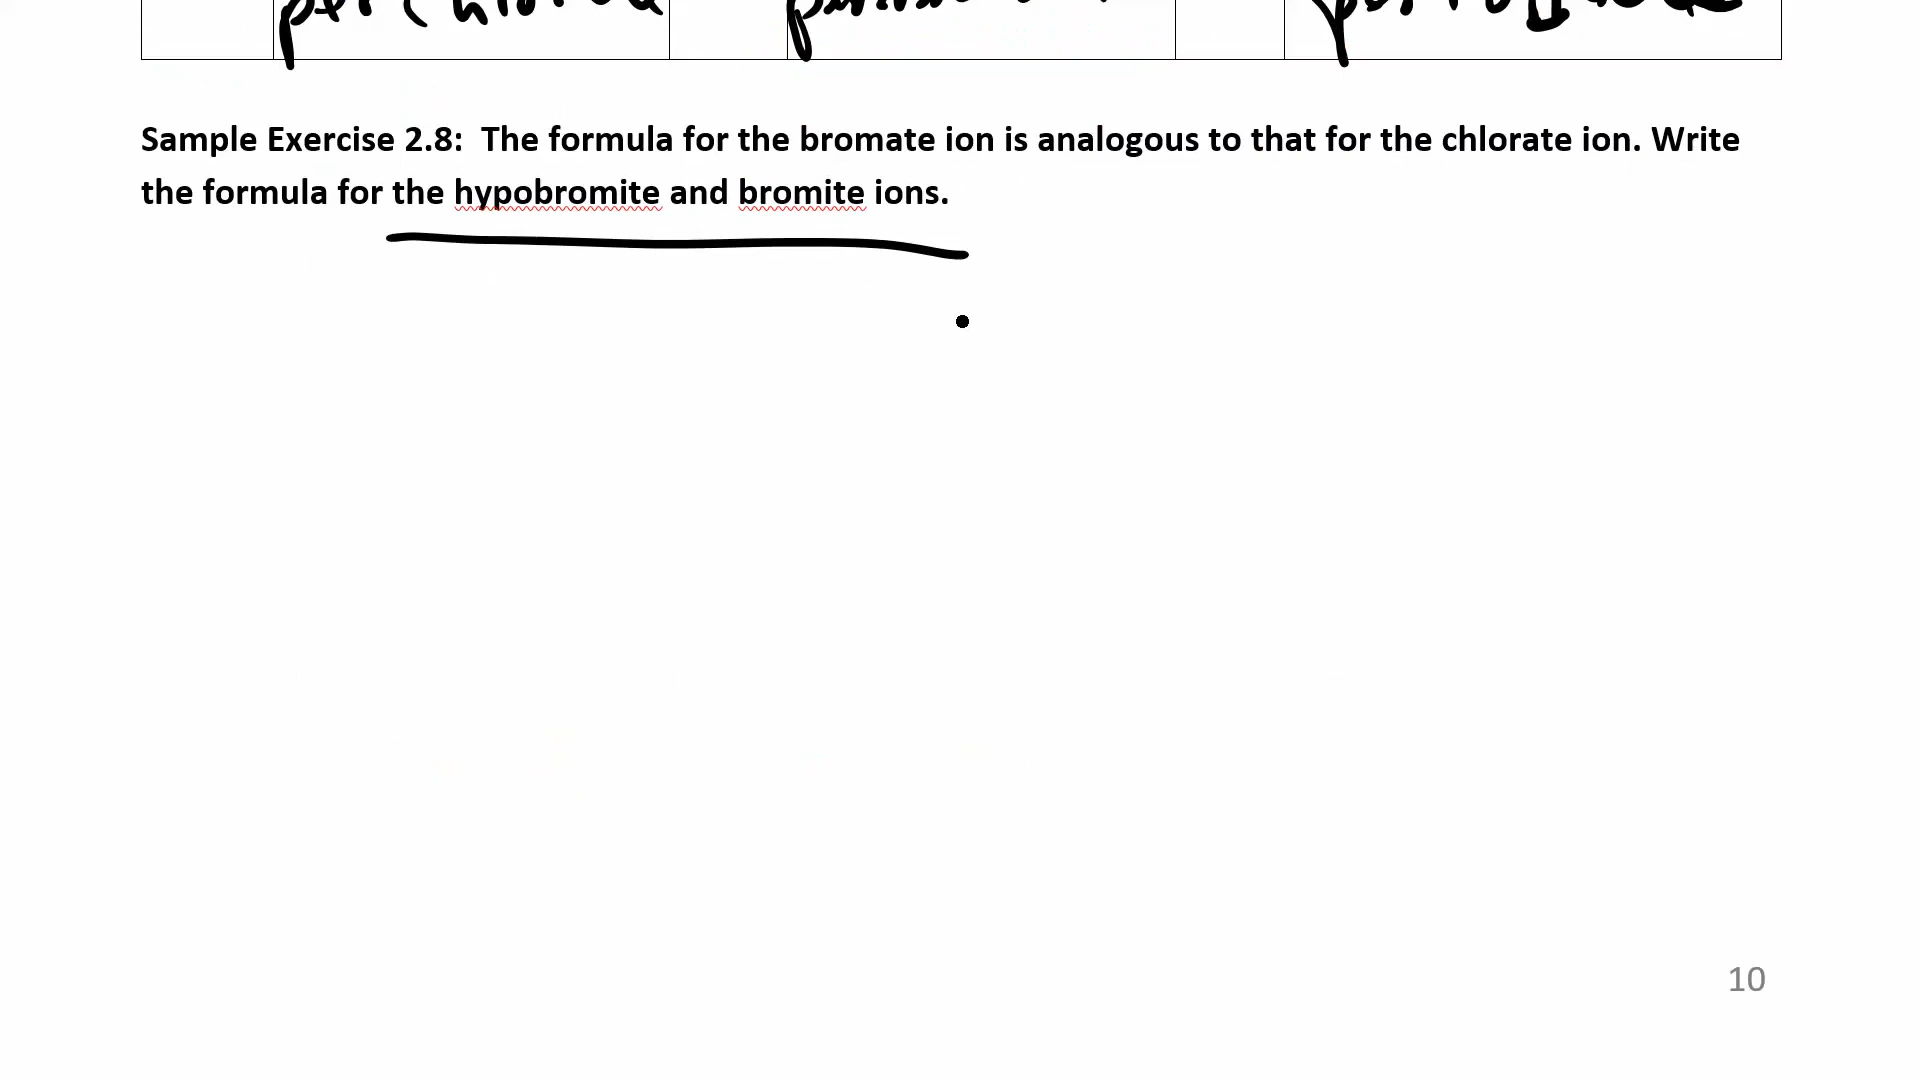 Sample Exercise 2.8: The formula for the bromate ion is analogous to that for the chlorate ion. Write
the formula for the hypobromite and bromite ions.
10